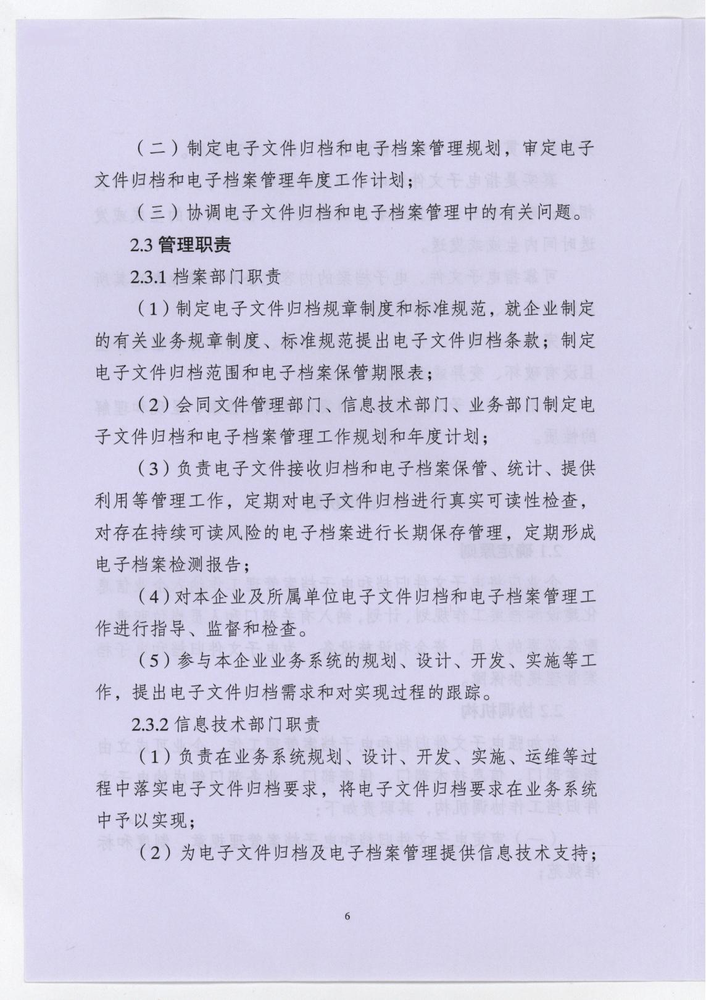 （二）制定电子文件归档和电子档案管理规划，审定电子
文件归档和电子档案管理年度工作计划；
（三）协调电子文件归档和电子档案管理中的有关问题。
2.3 管理职责
2.3.1 档案部门职责
（1）制定电子文件归档规章制度和标准规范，就企业制定
的有关业务规章制度、标准规范提出电子文件归档条款；制定
电子文件归档范围和电子档案保管期限表；
（2）会同文件管理部门、信息技术部门、业务部门制定电
子文件归档和电子档案管理工作规划和年度计划；
（3）负责电子文件接收归档和电子档案保管、统计、提供
利用等管理工作，定期对电子文件归档进行真实可读性检查，
对存在持续可读风险的电子档案进行长期保存管理，定期形成
电子档案检测报告；
（4）对本企业及所属单位电子文件归档和电子档案管理工
作进行指导、监督和检查。
（5）参与本企业业务系统的规划、设计、开发、实施等工
作，提出电子文件归档需求和对实现过程的跟踪。
2.3.2 信息技术部门职责
（1）负责在业务系统规划、设计、开发、实施、运维等过
程中落实电子文件归档要求，将电子文件归档要求在业务系统
中予以实现；
（2）为电子文件归档及电子档案管理提供信息技术支持；
6